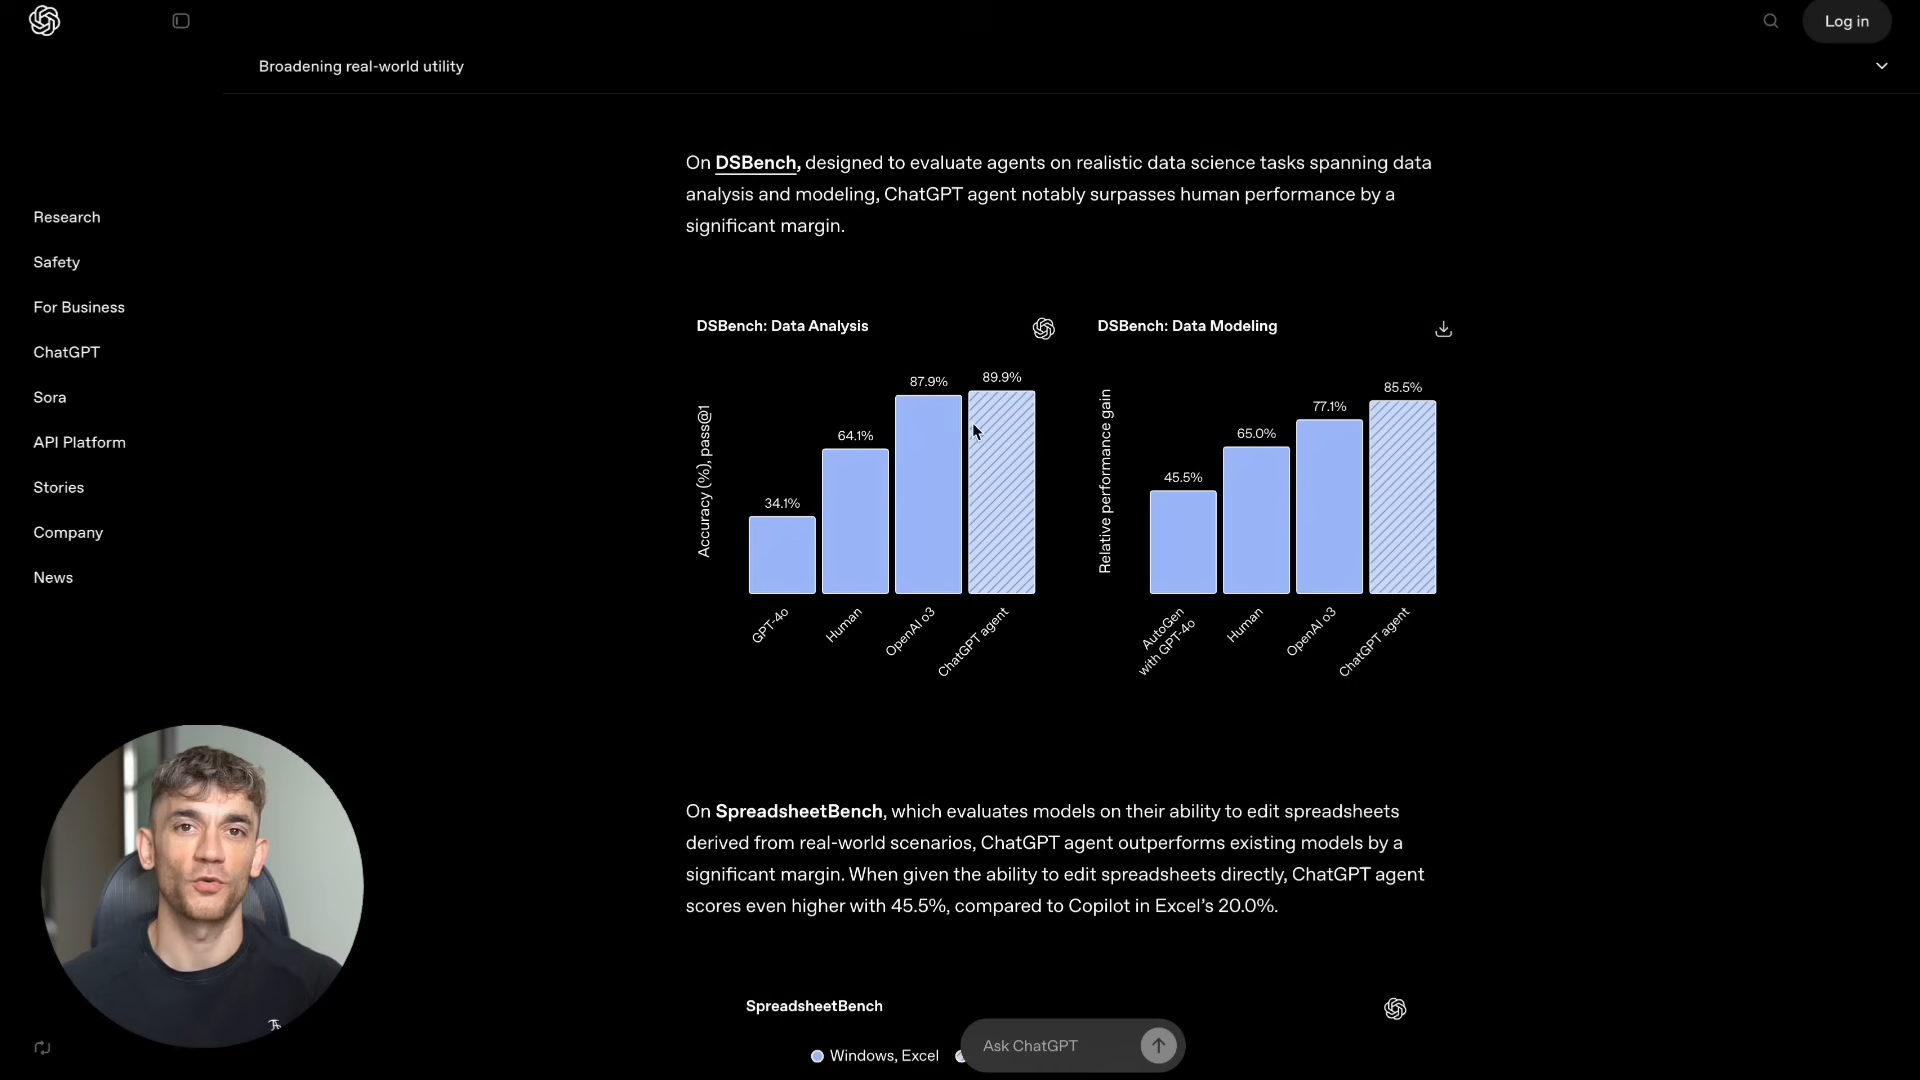 Log in
Broadening real-world utility
Research
Safety
For Business
ChatGPT
Sora
API Platform
Stories
Company
News
On DSBench, designed to evaluate agents on realistic data science tasks spanning data
analysis and modeling, ChatGPT agent notably surpasses human performance by a
significant margin.
DSBench: Data Analysis
Accuracy (%), pass@1
34.1%
64.1%
87.9%
89.9%
GPT-4o
Human
OpenAI o3
ChatGPT agent
DSBench: Data Modeling
Relative performance gain
45.5%
65.0%
77.1%
85.5%
AutoGen
with GPT-4o
Human
OpenAI o3
ChatGPT agent
On SpreadsheetBench, which evaluates models on their ability to edit spreadsheets
derived from real-world scenarios, ChatGPT agent outperforms existing models by a
significant margin. When given the ability to edit spreadsheets directly, ChatGPT agent
scores even higher with 45.5%, compared to Copilot in Excel’s 20.0%.
SpreadsheetBench
Windows, Excel
Ask ChatGPT